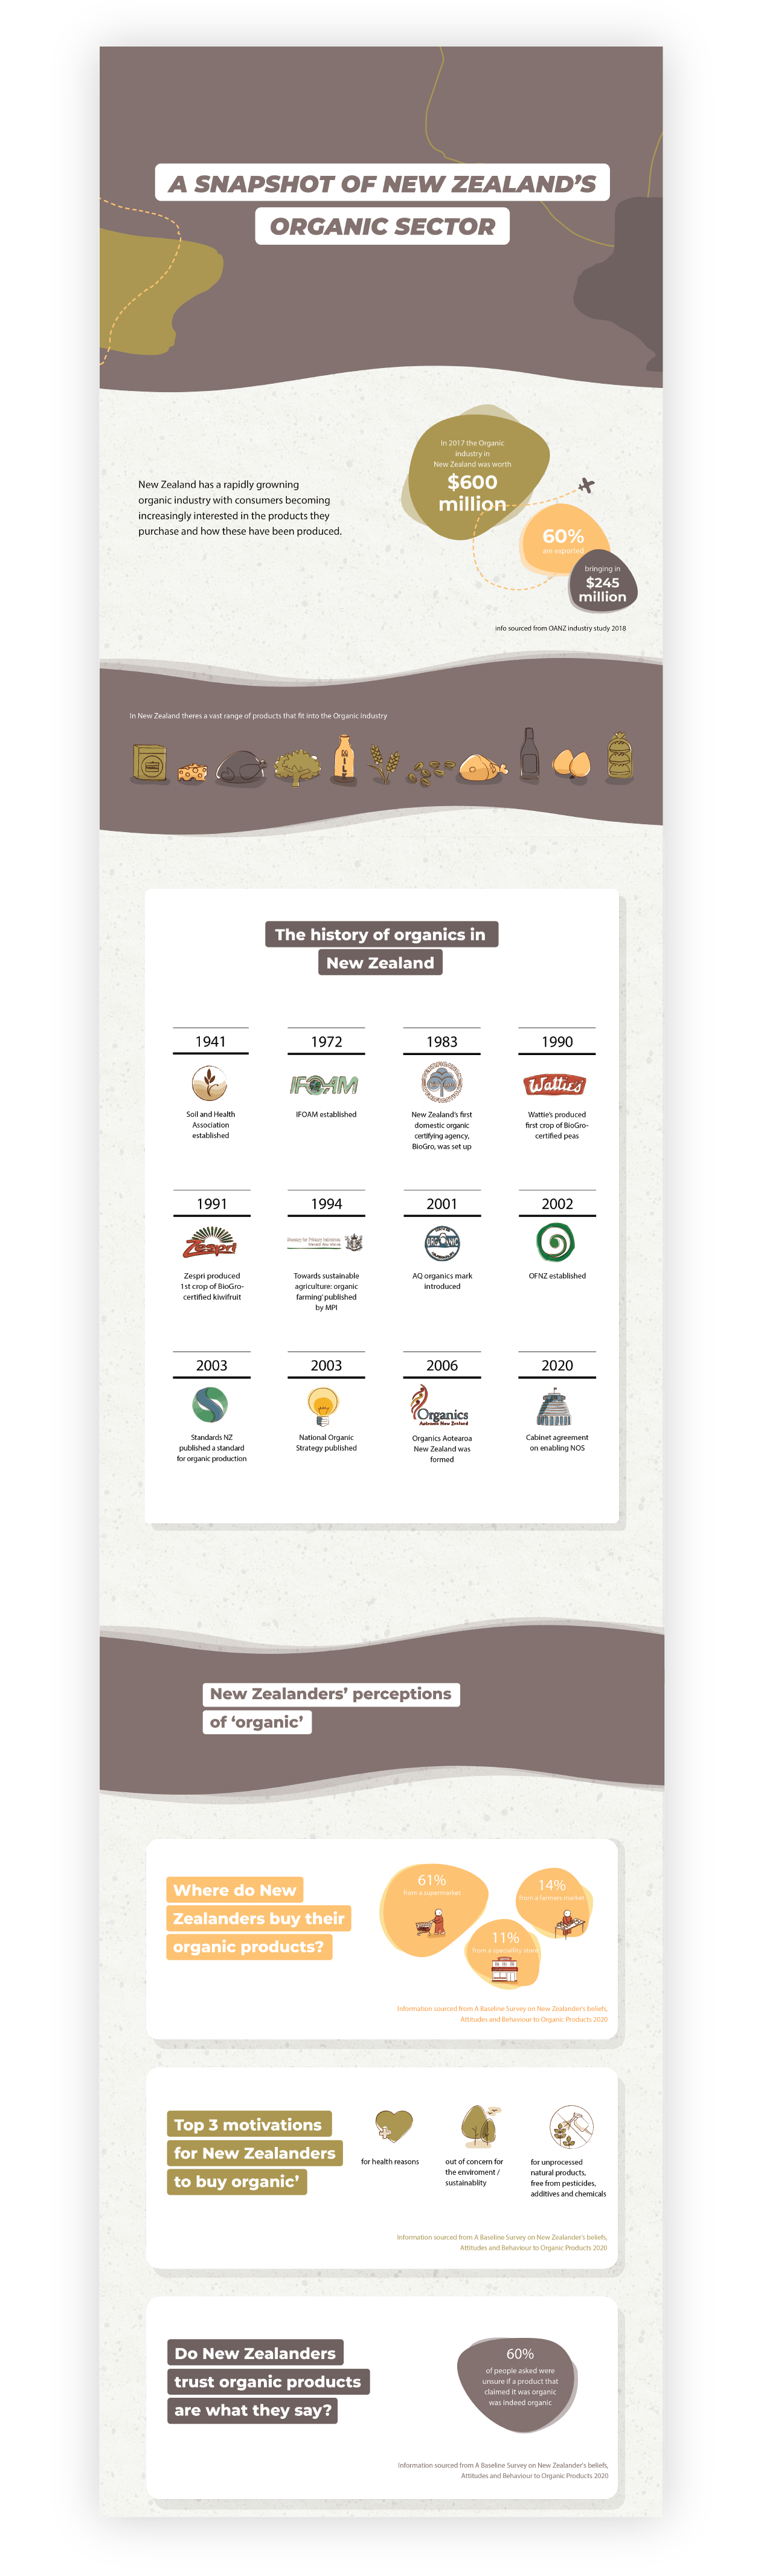 A SNAPSHOT OF NEW ZEALAND'S
ORGANIC SECTOR
New Zealand has a rapidly growning
organic industry with consumers becoming
increasingly interested in the products they
purchase and how these have been produced.
In 2017 the Organic
industry in
New Zealand was worth
$600
million
60%
are exported
bringing in
$245
million
info sourced from OANZ industry study 2018
In New Zealand theres a vast range of products that fit into the Organic Industry
MILK
The history of organics in
New Zealand
1941
Soil and Health
Association
established
1972
IFOAM
IFOAM established
1983
New Zealand's first
domestic organic
certifying agency,
BioGro, was set up
1990
Wattie's
Wattie's produced
first crop of BioGro-
certified peas
1991
Zespri
Zespri produced
1st crop of BioGro-
certified kiwifruit
1994
Ministry for Primary Industries
Towards sustainable
agriculture: organic
farming' published
by MPI
2001
ORGANIC
AQ organics mark
introduced
2002
OFNZ established
2003
Standards NZ
published a standard
for organic production
2003
National Organic
Strategy published
2006
Organics
Aotearoa New Zealand
Organics Aotearoa
New Zealand was
formed
2020
Cabinet agreement
on enabling NOS
New Zealanders' perceptions
of 'organic'
Where do New
Zealanders buy their
organic products?
61%
from a supermarket
14%
from a farmers market
11%
from a speciality store
Information sourced from A Baseline Survey on New Zealander's beliefs,
Attitudes and Behaviour to Organic Products 2020
Top 3 motivations
for New Zealanders
to buy organic'
for health reasons
out of concern for
the enviroment /
sustainablity
for unprocessed
natural products,
free from pesticides,
additives and chemicals
Information sourced from A Baseline Survey on New Zealander's beliefs,
Attitudes and Behaviour to Organic Products 2020
Do New Zealanders
trust organic products
are what they say?
60%
of people asked were
unsure if a product that
claimed it was organic
was indeed organic
Information sourced from A Baseline Survey on New Zealander's beliefs,
Attitudes and Behaviour to Organic Products 2020